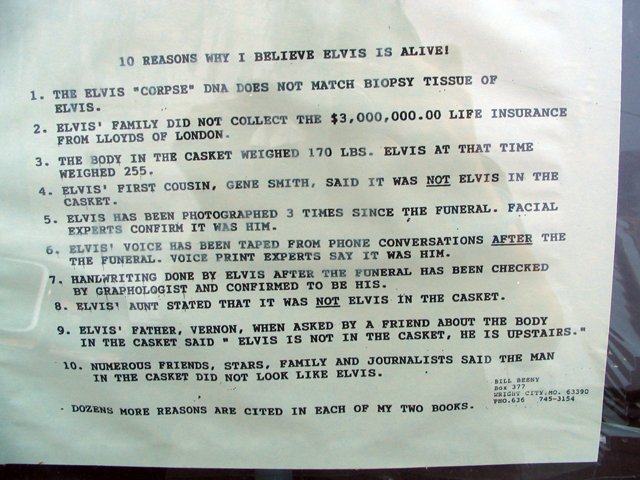 10 REASONS WHY I BELIEVE ELVIS IS ALIVE!
1. THE ELVIS "CORPSE" DNA DOES NOT MATCH BIOPSY TISSUE OF
ELVIS.
2. ELVIS' FAMILY DID NOT COLLECT THE $3,000,000.00 LIFE INSURANCE
FROM LLOYDS OF LONDON.
3. THE BODY IN THE CASKET WEIGHED 170 LBS. ELVIS AT THAT TIME
WEIGHED 255.
4. ELVIS' FIRST COUSIN, GENE SMITH, SAID IT WAS NOT ELVIS IN THE
CASKET.
5. ELVIS HAS BEEN PHOTOGRAPHED 3 TIMES SINCE THE FUNERAL. FACIAL
EXPERTS CONFIRM IT WAS HIM.
6. ELVIS' VOICE HAS BEEN TAPED FROM PHONE CONVERSATIONS AFTER THE
THE FUNERAL. VOICE PRINT EXPERTS SAY IT WAS HIM.
7. HANDWRITING DONE BY ELVIS AFTER THE FUNERAL HAS BEEN CHECKED
BY GRAPHOLOGIST AND CONFIRMED TO BE HIS.
8. ELVIS' AUNT STATED THAT IT WAS NOT ELVIS IN THE CASKET.
9. ELVIS' FATHER, VERNON, WHEN ASKED BY A FRIEND ABOUT THE BODY
IN THE CASKET SAID " ELVIS IS NOT IN THE CASKET, HE IS UPSTAIRS."
10. NUMEROUS FRIENDS, STARS, FAMILY AND JOURNALISTS SAID THE MAN
IN THE CASKET DID NOT LOOK LIKE ELVIS.
DOZENS MORE REASONS ARE CITED IN EACH OF MY TWO BOOKS.
BILL BEENY
Box 377
WRIGHT CITY,MO. 63390
PHO.636 745-3154